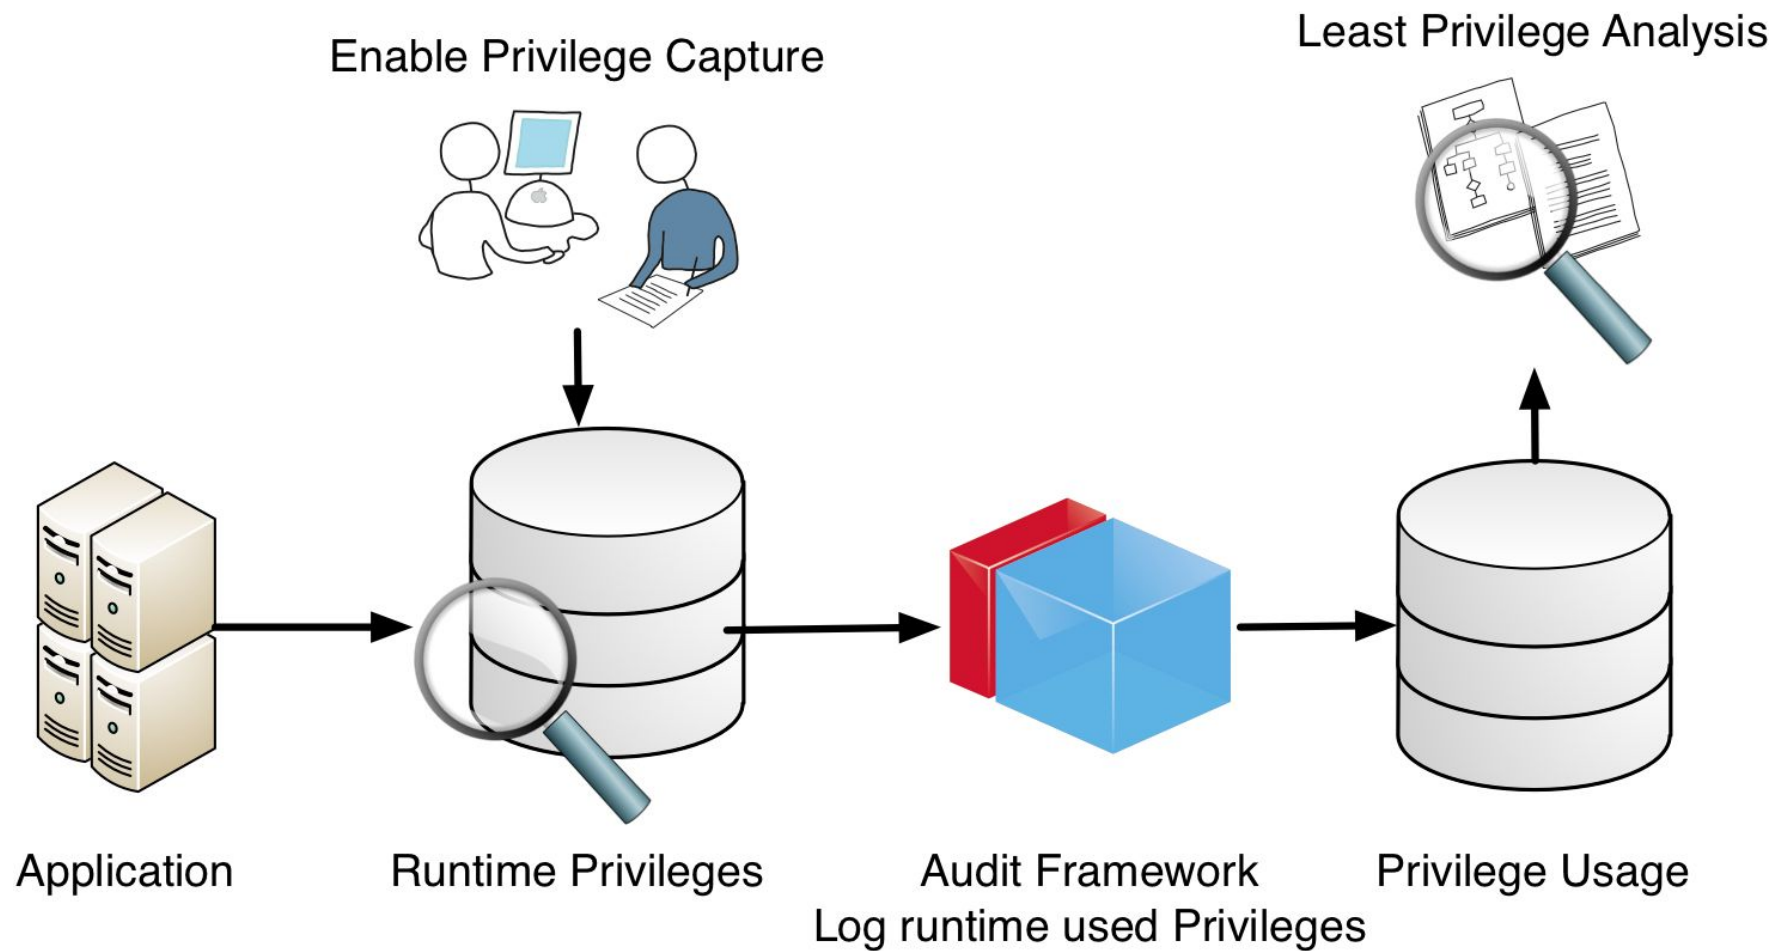 Least Privilege Analysis
Enable Privilege Capture
Application
Runtime Privileges
Audit Framework
Log runtime used Privileges
Privilege Usage